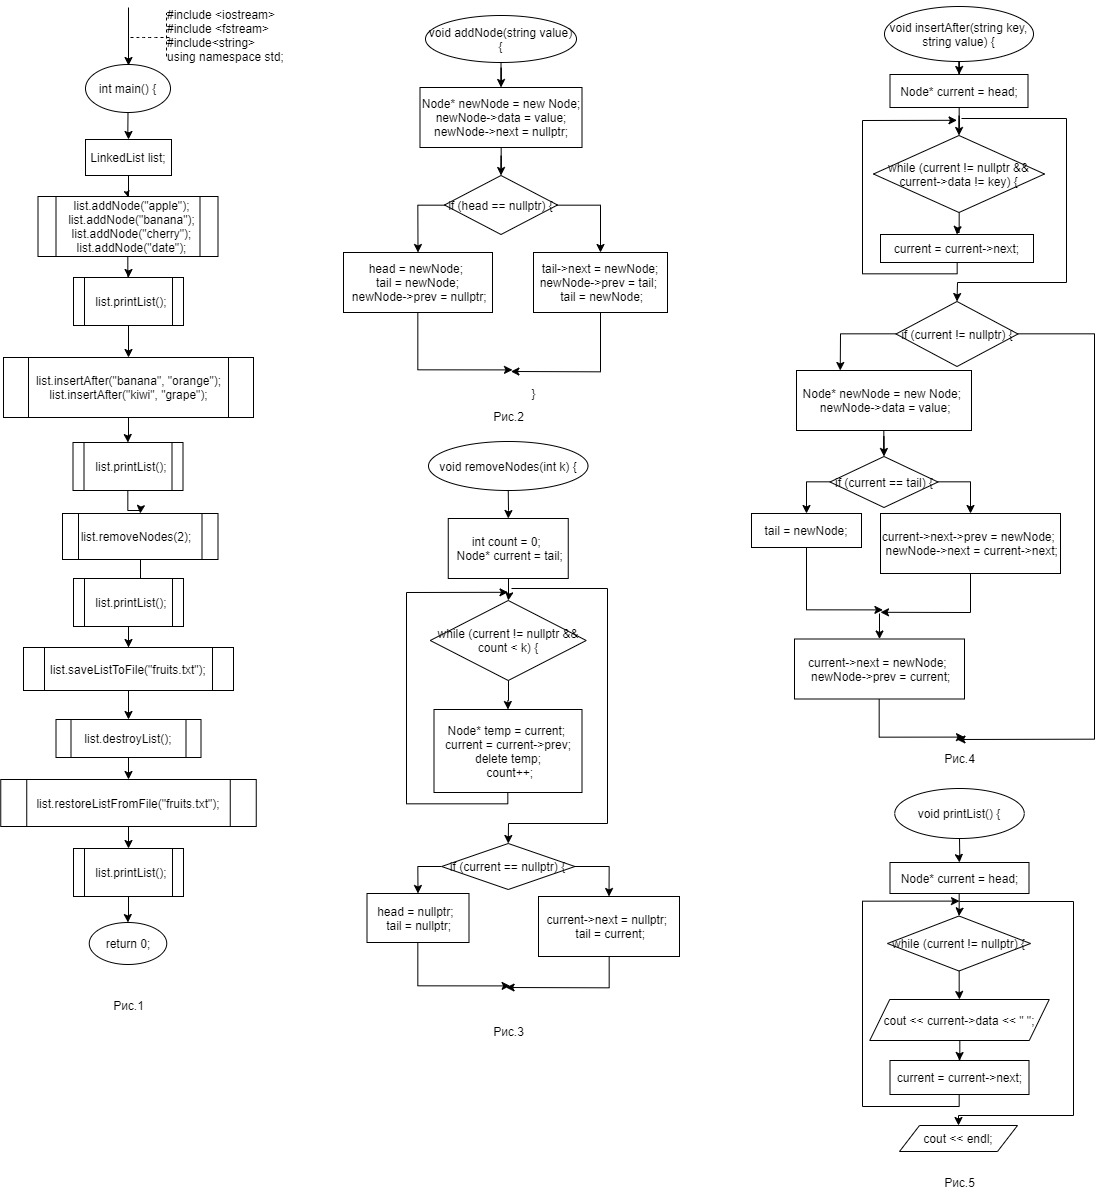 #include <iostream>
#include <fstream>
#include<string>
using namespace std;
int main() {
LinkedList list;
list.addNode("apple");
list.addNode("banana");
list.addNode("cherry");
list.addNode("date");
list.printList();
list.insertAfter("banana", "orange");
list.insertAfter("kiwi", "grape");
list.printList();
list.removeNodes(2);
list.printList();
list.saveListToFile("fruits.txt");
list.destroyList();
list.restoreListFromFile("fruits.txt");
list.printList();
return 0;
Рис.1
void addNode(string value)
{
Node* newNode = new Node;
newNode->data = value;
newNode->next = nullptr;
if (head == nullptr) {
head = newNode;
tail = newNode;
newNode->prev = nullptr;
tail->next = newNode;
newNode->prev = tail;
tail = newNode;
}
Рис.2
void removeNodes(int k) {
int count = 0;
Node* current = tail;
while (current != nullptr &&
count < k) {
Node* temp = current;
current = current->prev;
delete temp;
count++;
if (current == nullptr) {
head = nullptr;
tail = nullptr;
current->next = nullptr;
tail = current;
Рис.3
void insertAfter(string key,
string value) {
Node* current = head;
while (current != nullptr &&
current->data != key) {
current = current->next;
if (current != nullptr) {
Node* newNode = new Node;
newNode->data = value;
if (current == tail) {
tail = newNode;
current->next->prev = newNode;
newNode->next = current->next;
current->next = newNode;
newNode->prev = current;
Рис.4
void printList() {
Node* current = head;
while (current != nullptr) {
cout << current->data << " ";
current = current->next;
cout << endl;
Рис.5